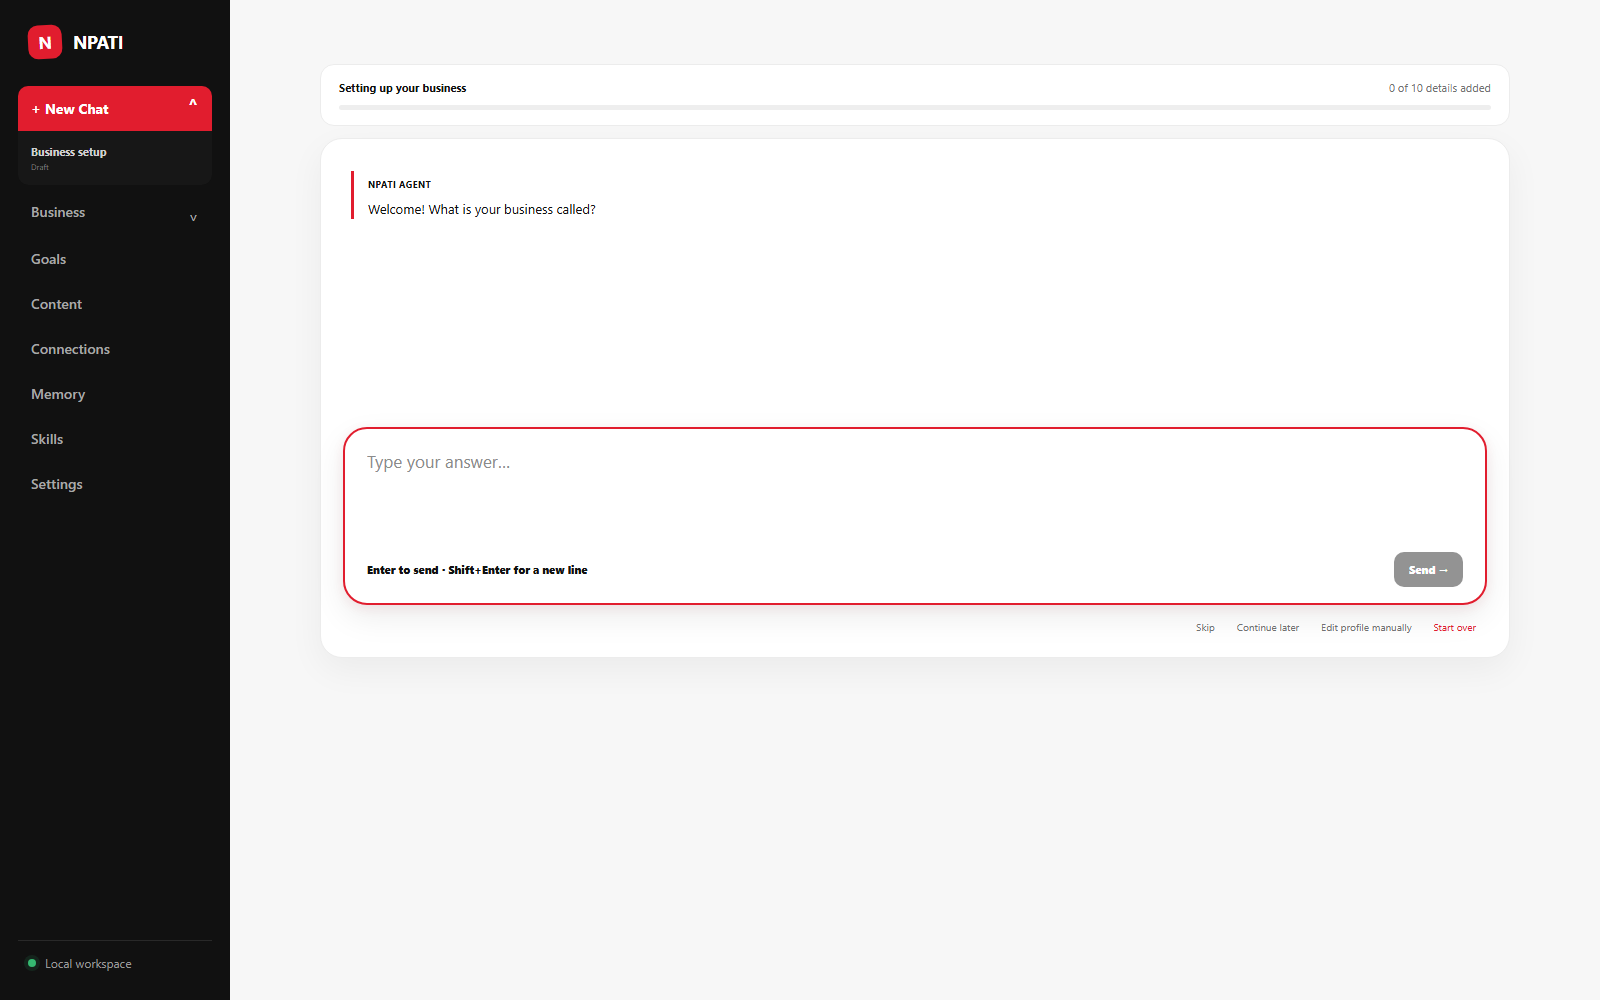 N NPATI
+ New Chat ^
Business setup
Draft
Business v
Goals
Content
Connections
Memory
Skills
Settings
Local workspace
Setting up your business 0 of 10 details added
NPATI AGENT
Welcome! What is your business called?
Type your answer...
Enter to send · Shift+Enter for a new line Send →
Skip Continue later Edit profile manually Start over